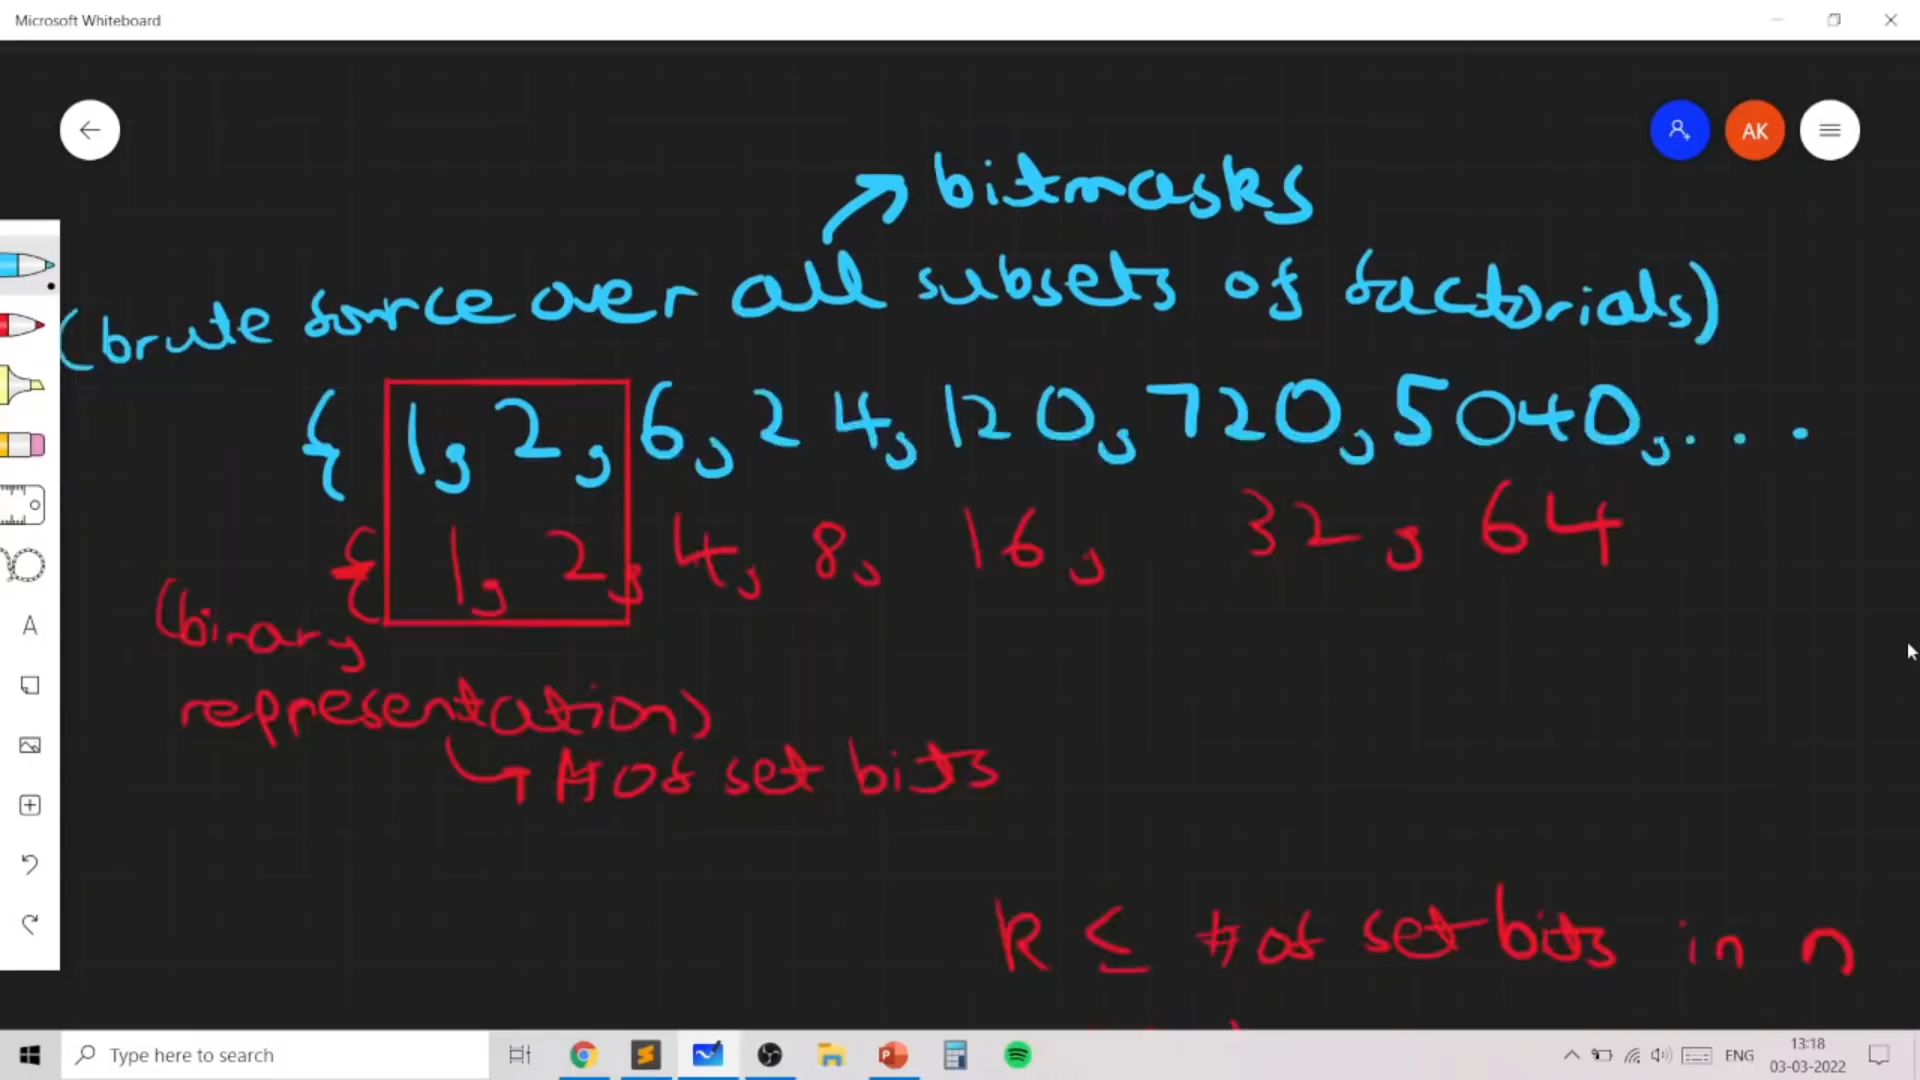 Microsoft Whiteboard
AK
bitmasks
(brute force over all subsets of factorials)
{ 1, 2, 6, 24, 120, 720, 5040, ...
{ 1, 2, 4, 8, 16, 32, 64
(binary
representation)
# of set bits
k ≤ # of set bits in n
Type here to search
ENG
13:18
03-03-2022